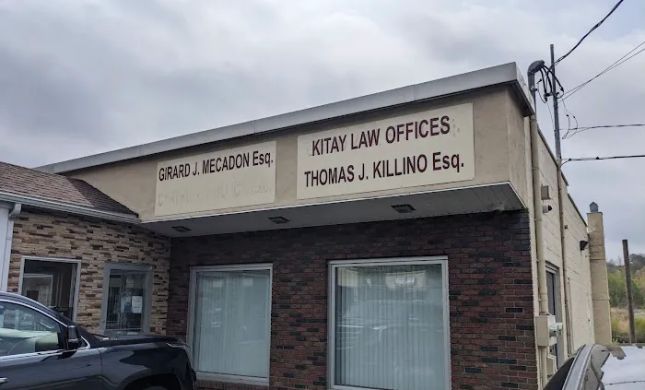 GIRARD J. MECADON Esq.
KITAY LAW OFFICES
THOMAS J. KILLINO Esq.